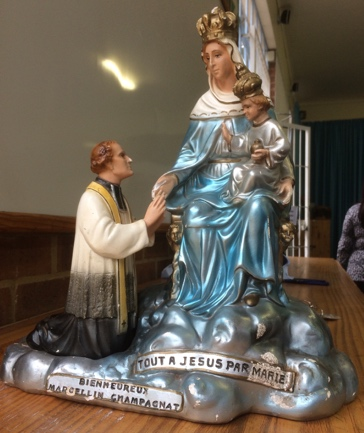 TOUT A JESUS PAR MARIE
BIENHEUREUX
MARCELLIN CHAMPAGNAT